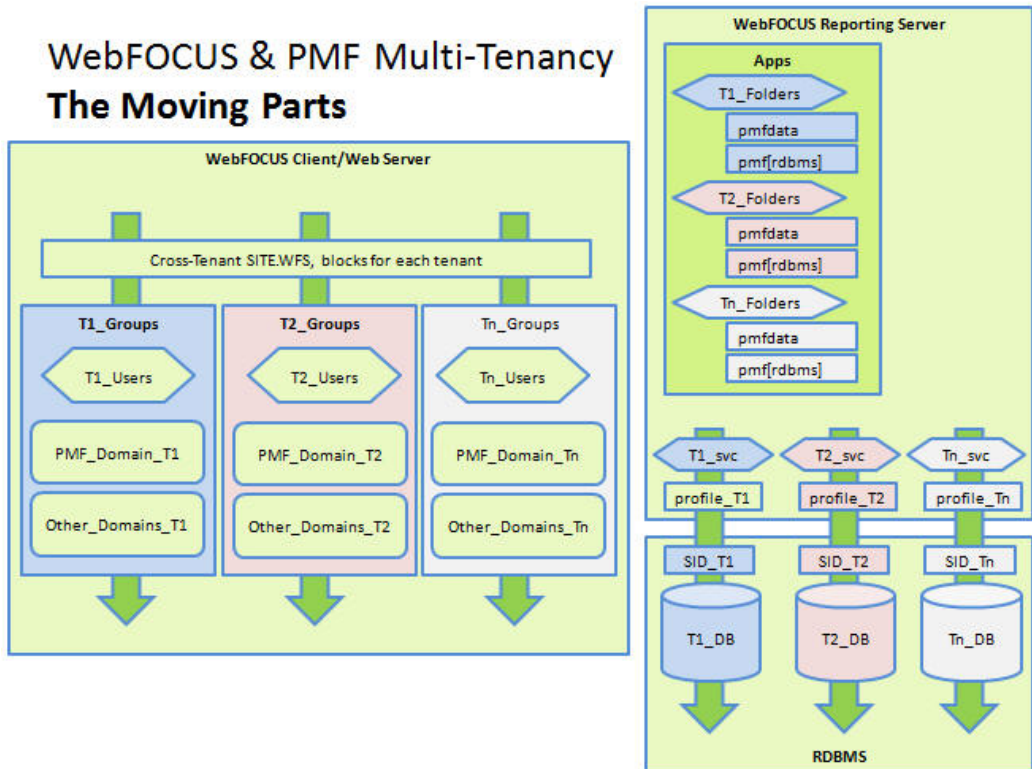 WebFOCUS & PMF Multi-Tenancy
The Moving Parts
WebFOCUS Client/Web Server
Cross-Tenant SITE.WFS, blocks for each tenant
T1_Groups
T1_Users
PMF_Domain_T1
Other_Domains_T1
T2_Groups
T2_Users
PMF_Domain_T2
Other_Domains_T2
Tn_Groups
Tn_Users
PMF_Domain_Tn
Other_Domains_Tn
WebFOCUS Reporting Server
Apps
T1_Folders
pmfdata
pmf[rdbms]
T2_Folders
pmfdata
pmf[rdbms]
Tn_Folders
pmfdata
pmf[rdbms]
T1_svc
T2_svc
Tn_svc
profile_T1
profile_T2
profile_Tn
SID_T1
SID_T2
SID_Tn
T1_DB
T2_DB
Tn_DB
RDBMS